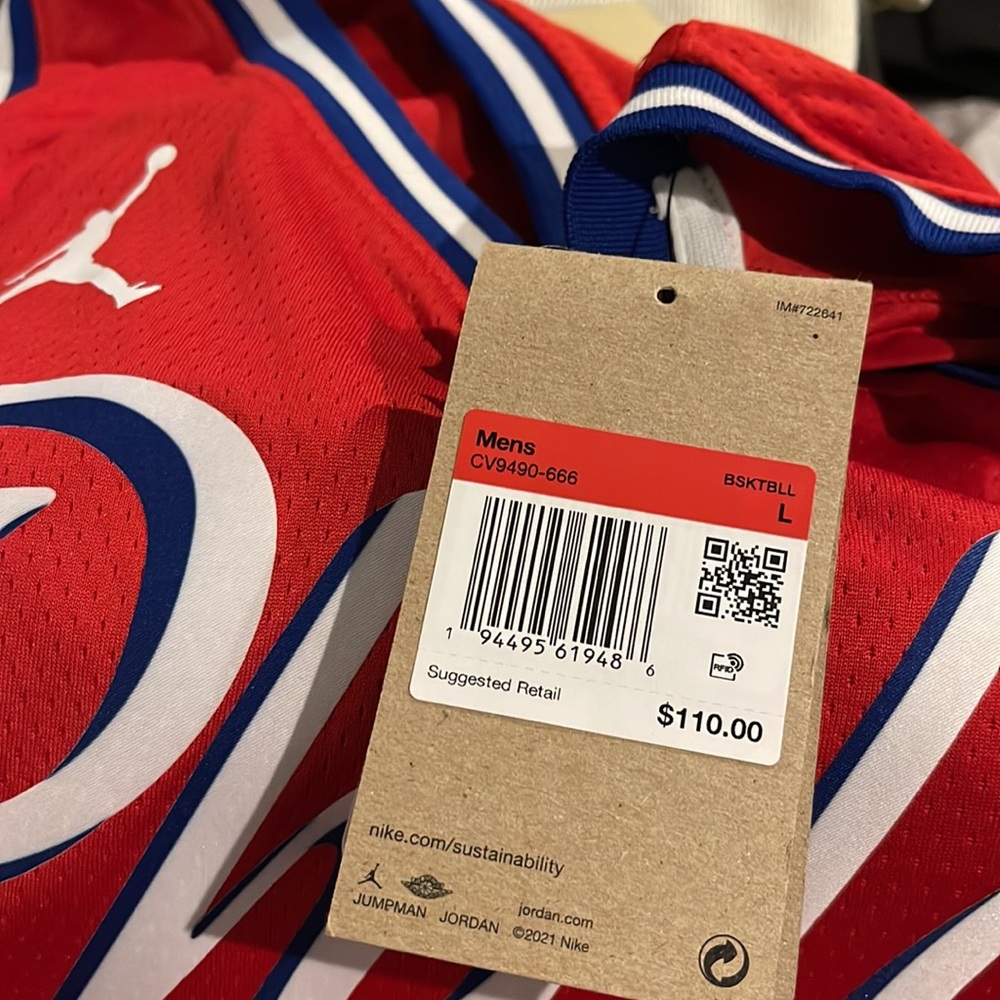 IM#722641
Mens
CV9490-666
BSKTBLL
L
1 94495 61948 6
RFID
Suggested Retail
$110.00
nike.com/sustainability
JUMPMAN JORDAN
jordan.com
©2021 Nike